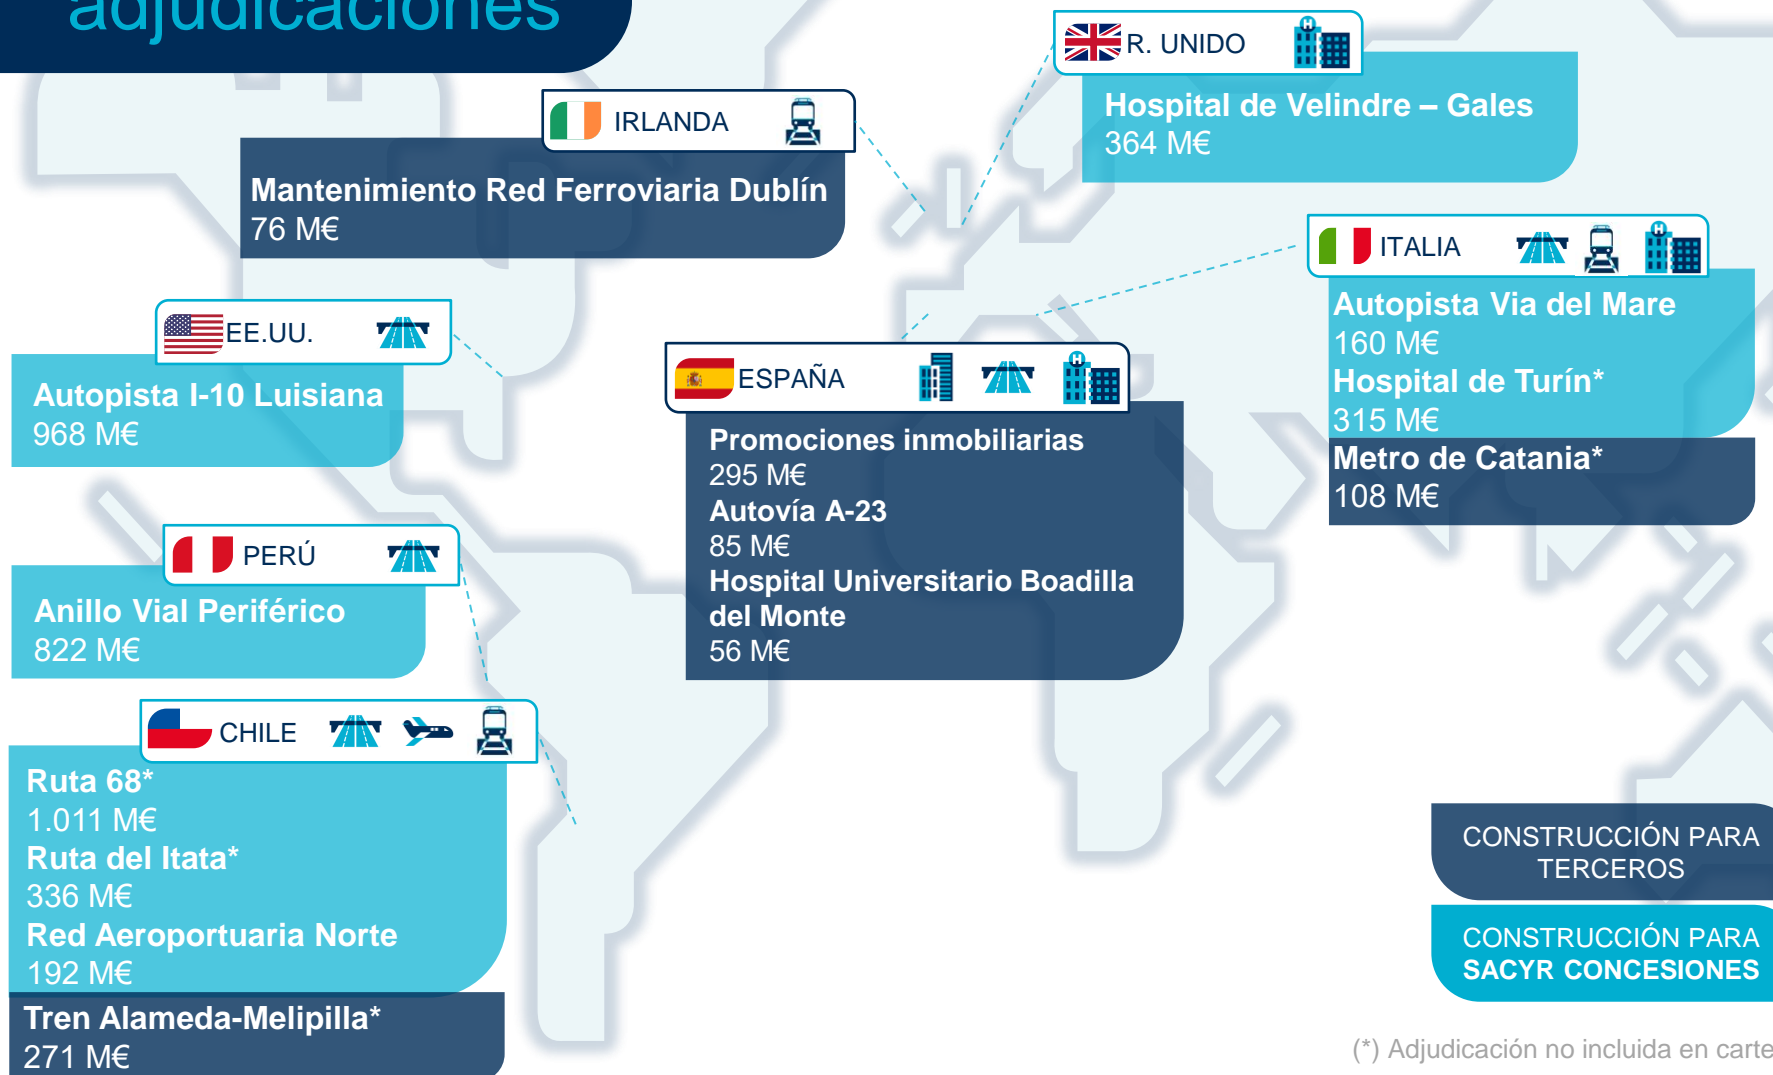 adjudicaciones
R. UNIDO
Hospital de Velindre – Gales
364 M€
IRLANDA
Mantenimiento Red Ferroviaria Dublín
76 M€
ITALIA
Autopista Via del Mare
160 M€
Hospital de Turín*
315 M€
Metro de Catania*
108 M€
EE.UU.
Autopista I-10 Luisiana
968 M€
ESPAÑA
Promociones inmobiliarias
295 M€
Autovía A-23
85 M€
Hospital Universitario Boadilla
del Monte
56 M€
PERÚ
Anillo Vial Periférico
822 M€
CHILE
Ruta 68*
1.011 M€
Ruta del Itata*
336 M€
Red Aeroportuaria Norte
192 M€
Tren Alameda-Melipilla*
271 M€
CONSTRUCCIÓN PARA
TERCEROS
CONSTRUCCIÓN PARA
SACYR CONCESIONES
(*) Adjudicación no incluida en carte